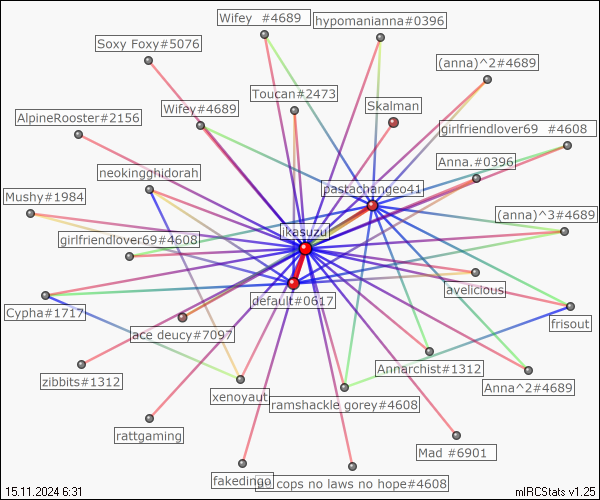 Wifey  #4689
hypomanianna#0396
Soxy Foxy#5076
(anna)^2#4689
Toucan#2473
Skalman
Wifey#4689
AlpineRooster#2156
girlfriendlover69  #4608
Anna.#0396
neokingghidorah
pastachangeo41
Mushy#1984
(anna)^3#4689
ikasuzu
girlfriendlover69#4608
avelicious
default#0617
Cypha#1717
frisout
ace deucy#7097
Annarchist#1312
zibbits#1312
Anna^2#4689
xenoyaut
ramshackle gorey#4608
rattgaming
Mad #6901
fakedingo
cops no laws no hope#4608
15.11.2024 6:31
mIRCStats v1.25